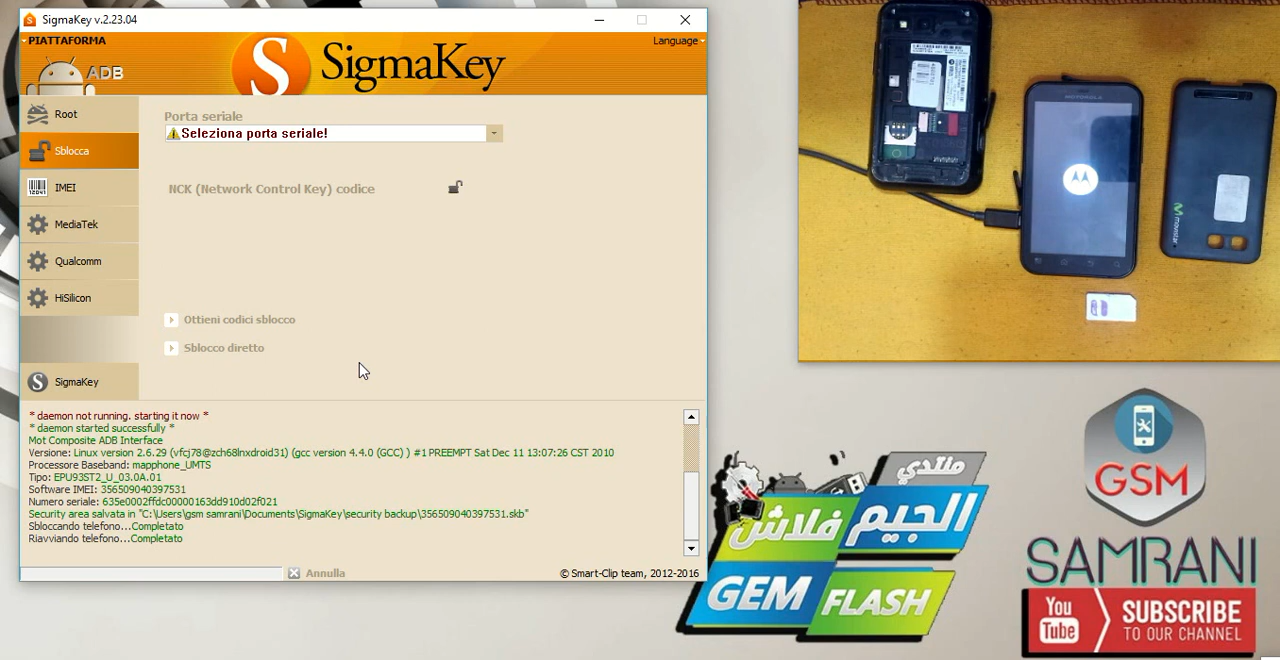 SigmaKey v.2.23.04
PIATTAFORMA
Language
ADB
S SigmaKey
Root
Sblocca
IMEI
MediaTek
Qualcomm
HiSilicon
SigmaKey
Porta seriale
Seleziona porta seriale!
NCK (Network Control Key) codice
Ottieni codici sblocco
Sblocco diretto
* daemon not running. starting it now *
* daemon started successfully *
Mot Composite ADB Interface
Versione: Linux version 2.6.29 (vfcj78@zch68lnxdroid31) (gcc version 4.4.0 (GCC) ) #1 PREEMPT Sat Dec 11 13:07:26 CST 2010
Processore Baseband: mapphone_UMTS
Tipo: EPU93ST2_U_03.0A.01
Software IMEI: 356509040397531
Numero seriale: 635e0002ffdc00000163dd910d02f021
Security area salvata in "C:\Users\gsm samrani\Documents\SigmaKey\security backup\356509040397531.skb"
Sbloccando telefono...Completato
Riavviando telefono...Completato
Annulla
© Smart-Clip team, 2012-2016
MOTOROLA
movistar
منتدي
الجيم فلاش
GEM FLASH
GSM
SAMRANI
You Tube
SUBSCRIBE
TO OUR CHANNEL